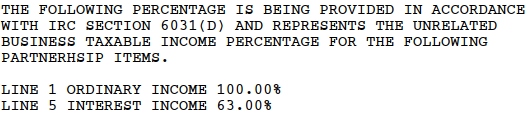 THE FOLLOWING PERCENTAGE IS BEING PROVIDED IN ACCORDANCE
WITH IRC SECTION 6031(D) AND REPRESENTS THE UNRELATED
BUSINESS TAXABLE INCOME PERCENTAGE FOR THE FOLLOWING
PARTNERHSIP ITEMS.
LINE 1 ORDINARY INCOME 100.00%
LINE 5 INTEREST INCOME 63.00%